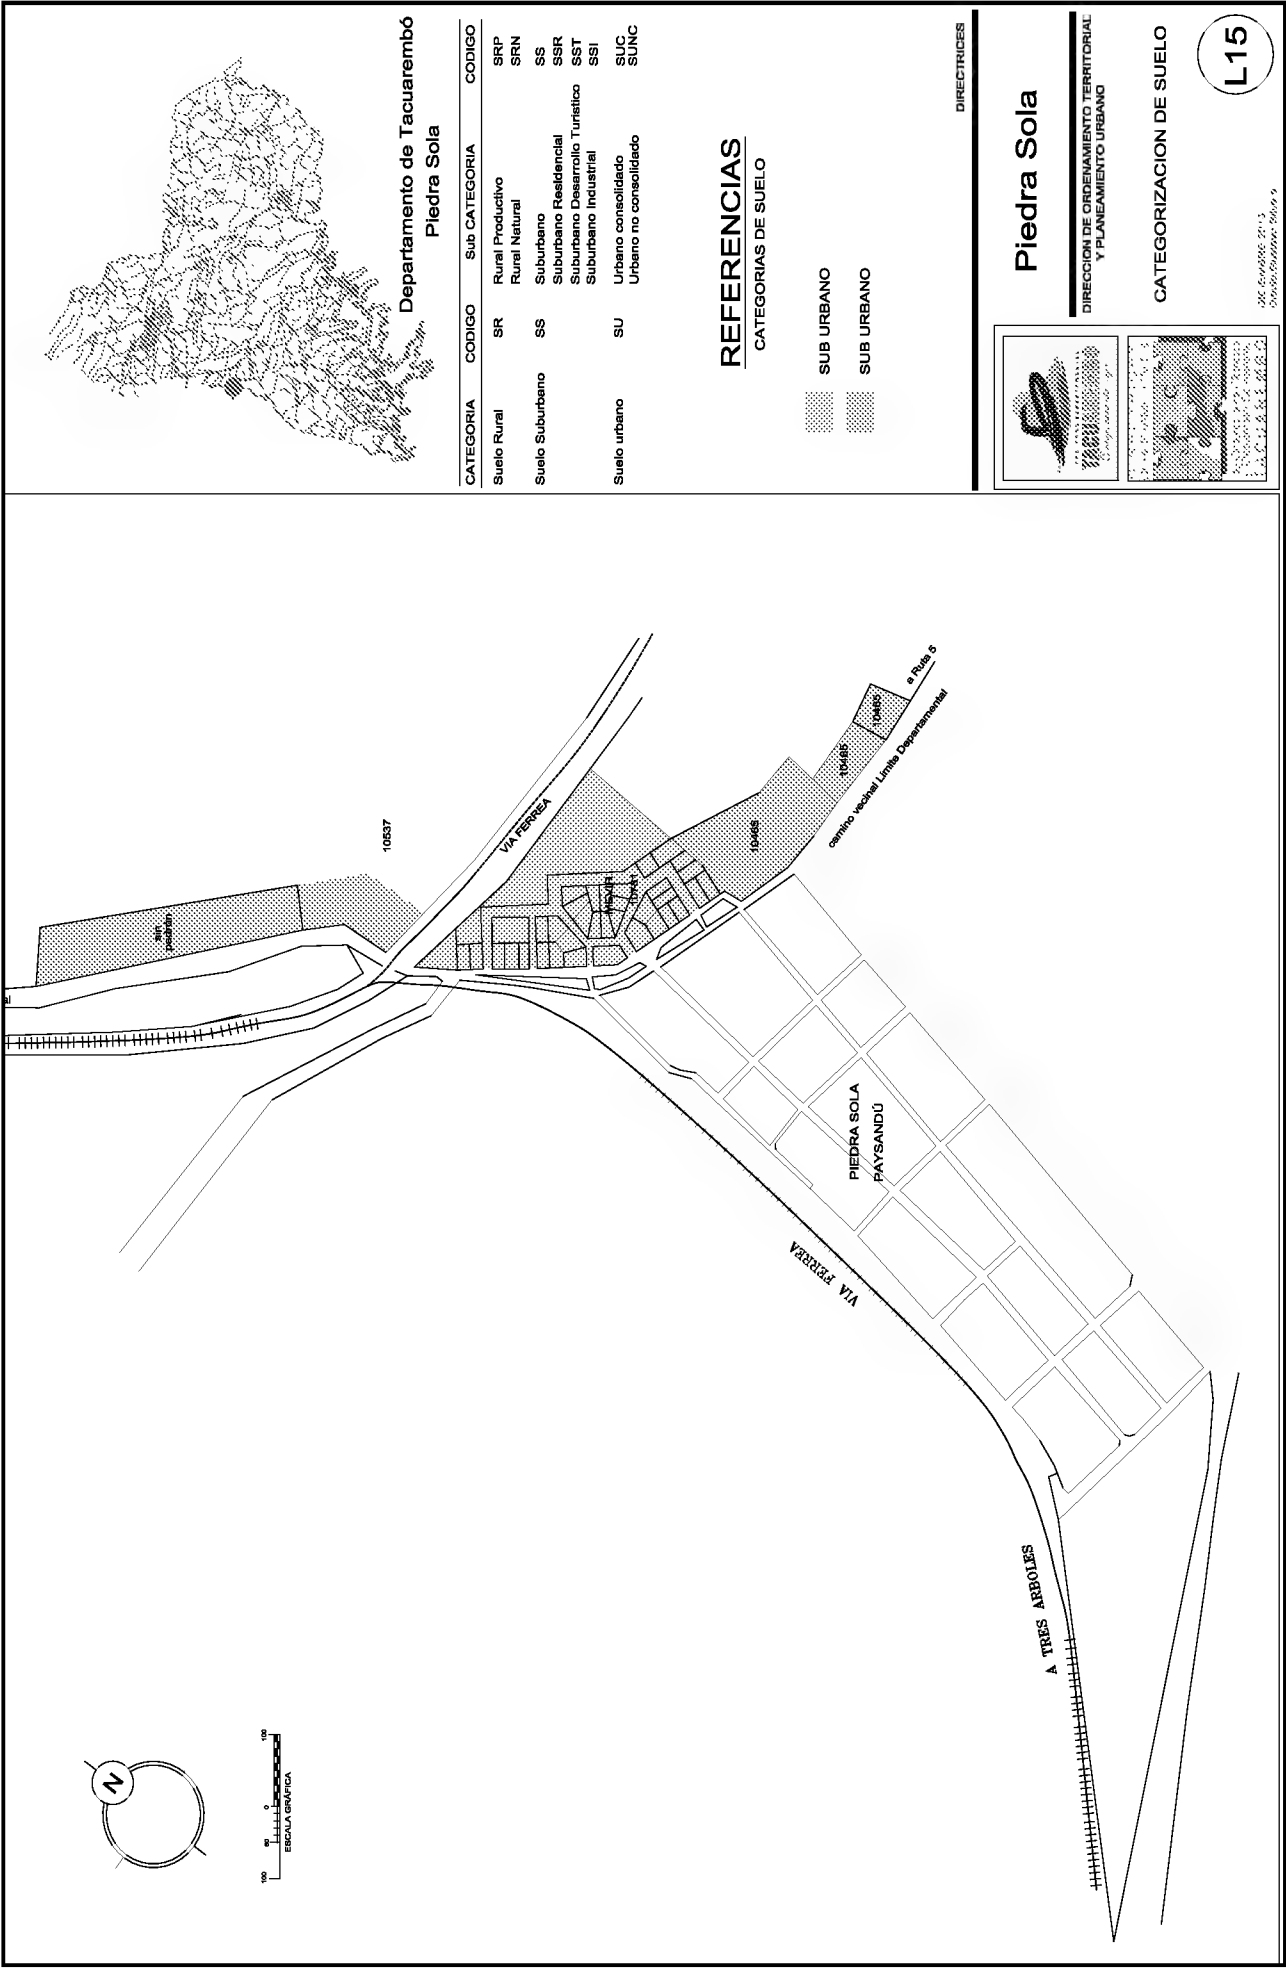 Departamento de Tacuarembó
Piedra Sola
CATEGORIA CODIGO Sub CATEGORIA CODIGO
Suelo Rural SR Rural Productivo SRP
Rural Natural SRN
Suelo Suburbano SS Suburbano SS
Suburbano Residencial SSR
Suburbano Desarrollo Turistico SST
Suburbano Industrial SSI
Suelo urbano SU Urbano consolidado SUC
Urbano no consolidado SUNC
REFERENCIAS
CATEGORIAS DE SUELO
SUB URBANO
SUB URBANO
DIRECTRICES
Piedra Sola
DIRECCION DE ORDENAMIENTO TERRITORIAL
Y PLANEAMIENTO URBANO
CATEGORIZACION DE SUELO
L15
sin
padrón
al
10537
VIA FERREA
MEVIR
10465
10465
10465
a Ruta 5
camino vecinal Limite Departamental
PIEDRA SOLA
PAYSANDÚ
VIA FERREA
A TRES ARBOLES
N
100 50 0 100
ESCALA GRÁFICA